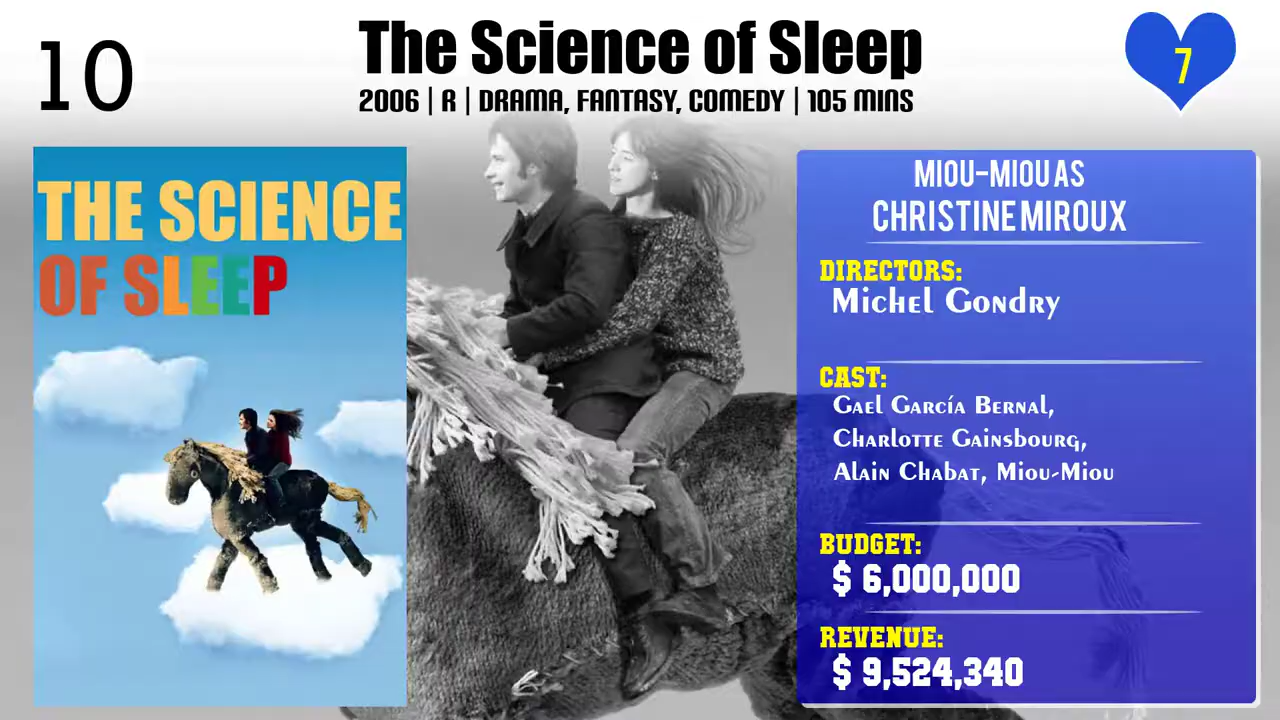 10
The Science of Sleep
2006 | R | DRAMA, FANTASY, COMEDY | 105 MINS
7
THE SCIENCE
OF SLEEP
MIOU-MIOU AS
CHRISTINE MIROUX
DIRECTORS:
Michel Gondry
CAST:
Gael García Bernal,
Charlotte Gainsbourg,
Alain Chabat, Miou-Miou
BUDGET:
$ 6,000,000
REVENUE:
$ 9,524,340